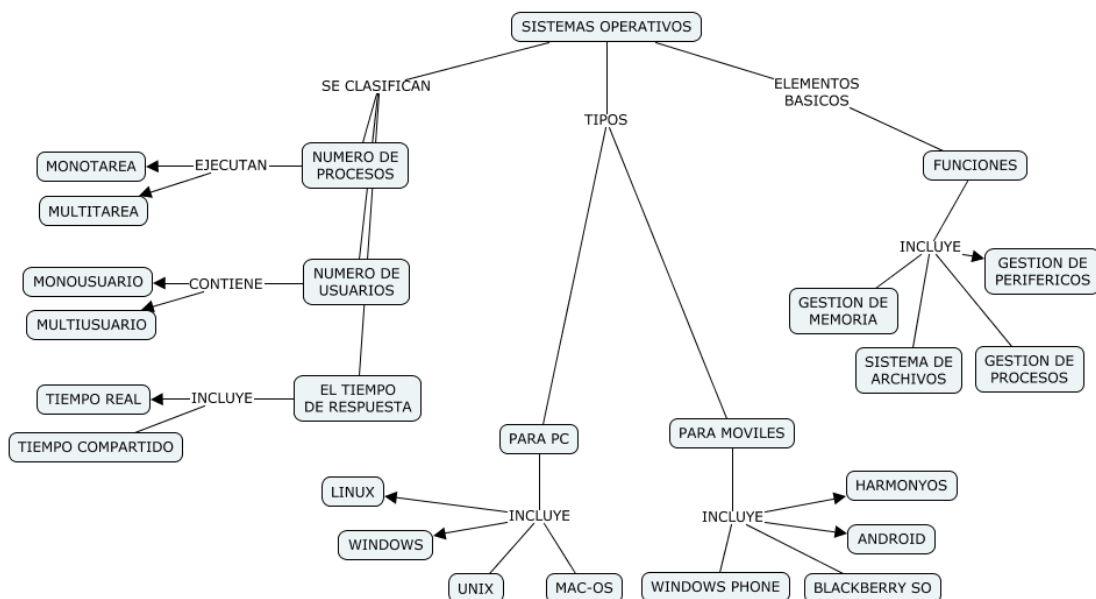 SISTEMAS OPERATIVOS
SE CLASIFICAN
ELEMENTOS
BASICOS
TIPOS
NUMERO DE
PROCESOS
EJECUTAN
MONOTAREA
MULTITAREA
FUNCIONES
INCLUYE
GESTION DE
PERIFERICOS
NUMERO DE
USUARIOS
CONTIENE
MONOUSUARIO
MULTIUSUARIO
GESTION DE
MEMORIA
SISTEMA DE
ARCHIVOS
GESTION DE
PROCESOS
EL TIEMPO
DE RESPUESTA
INCLUYE
TIEMPO REAL
TIEMPO COMPARTIDO
PARA PC
PARA MOVILES
LINUX
INCLUYE
WINDOWS
UNIX
MAC-OS
HARMONYOS
INCLUYE
ANDROID
WINDOWS PHONE
BLACKBERRY SO